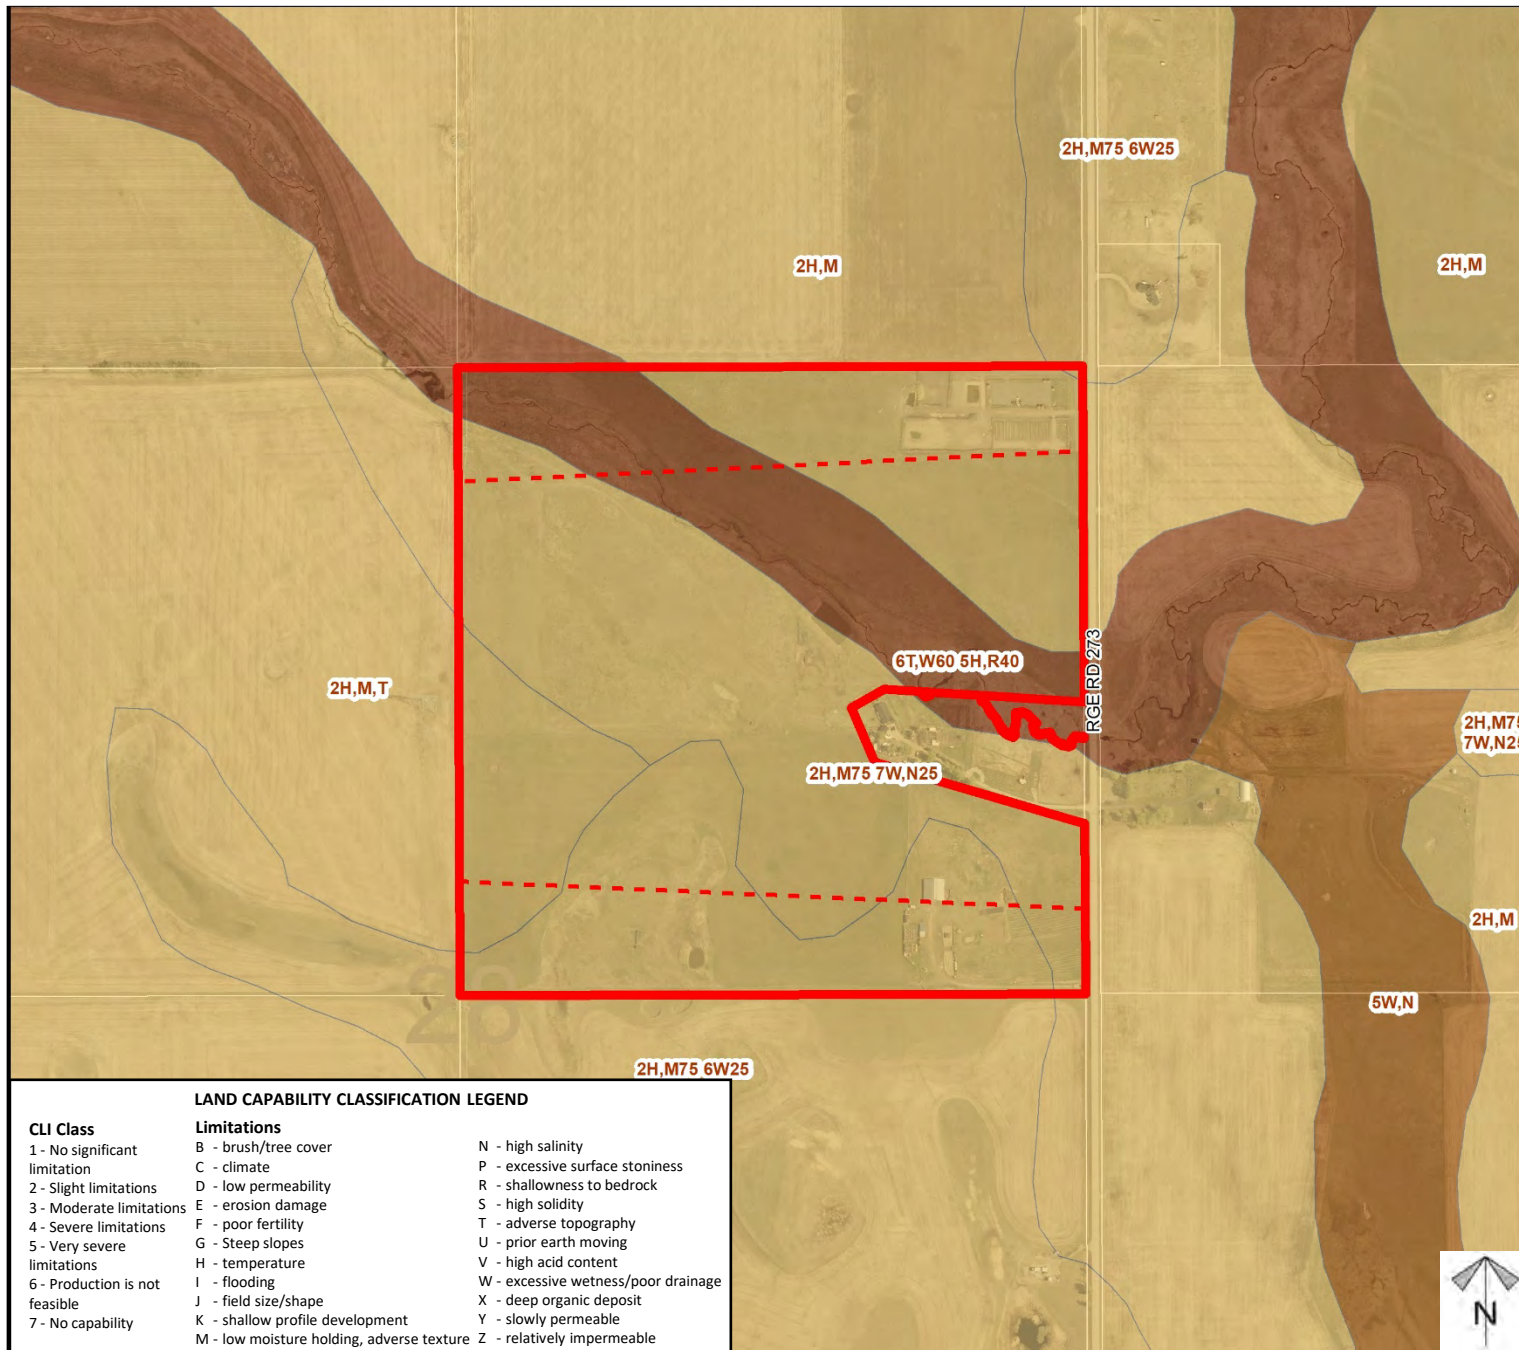 2H,M75 6W25
2H,M
2H,M
6T,W60 5H,R40
RGE RD 273
2H,M,T
2H,M75
7W,N25
2H,M75 7W,N25
2H,M
26
5W,N
2H,M75 6W25
LAND CAPABILITY CLASSIFICATION LEGEND
CLI Class
1 - No significant
limitation
2 - Slight limitations
3 - Moderate limitations
4 - Severe limitations
5 - Very severe
limitations
6 - Production is not
feasible
7 - No capability
Limitations
B - brush/tree cover
C - climate
D - low permeability
E - erosion damage
F - poor fertility
G - Steep slopes
H - temperature
I - flooding
J - field size/shape
K - shallow profile development
M - low moisture holding, adverse texture
N - high salinity
P - excessive surface stoniness
R - shallowness to bedrock
S - high solidity
T - adverse topography
U - prior earth moving
V - high acid content
W - excessive wetness/poor drainage
X - deep organic deposit
Y - slowly permeable
Z - relatively impermeable
N